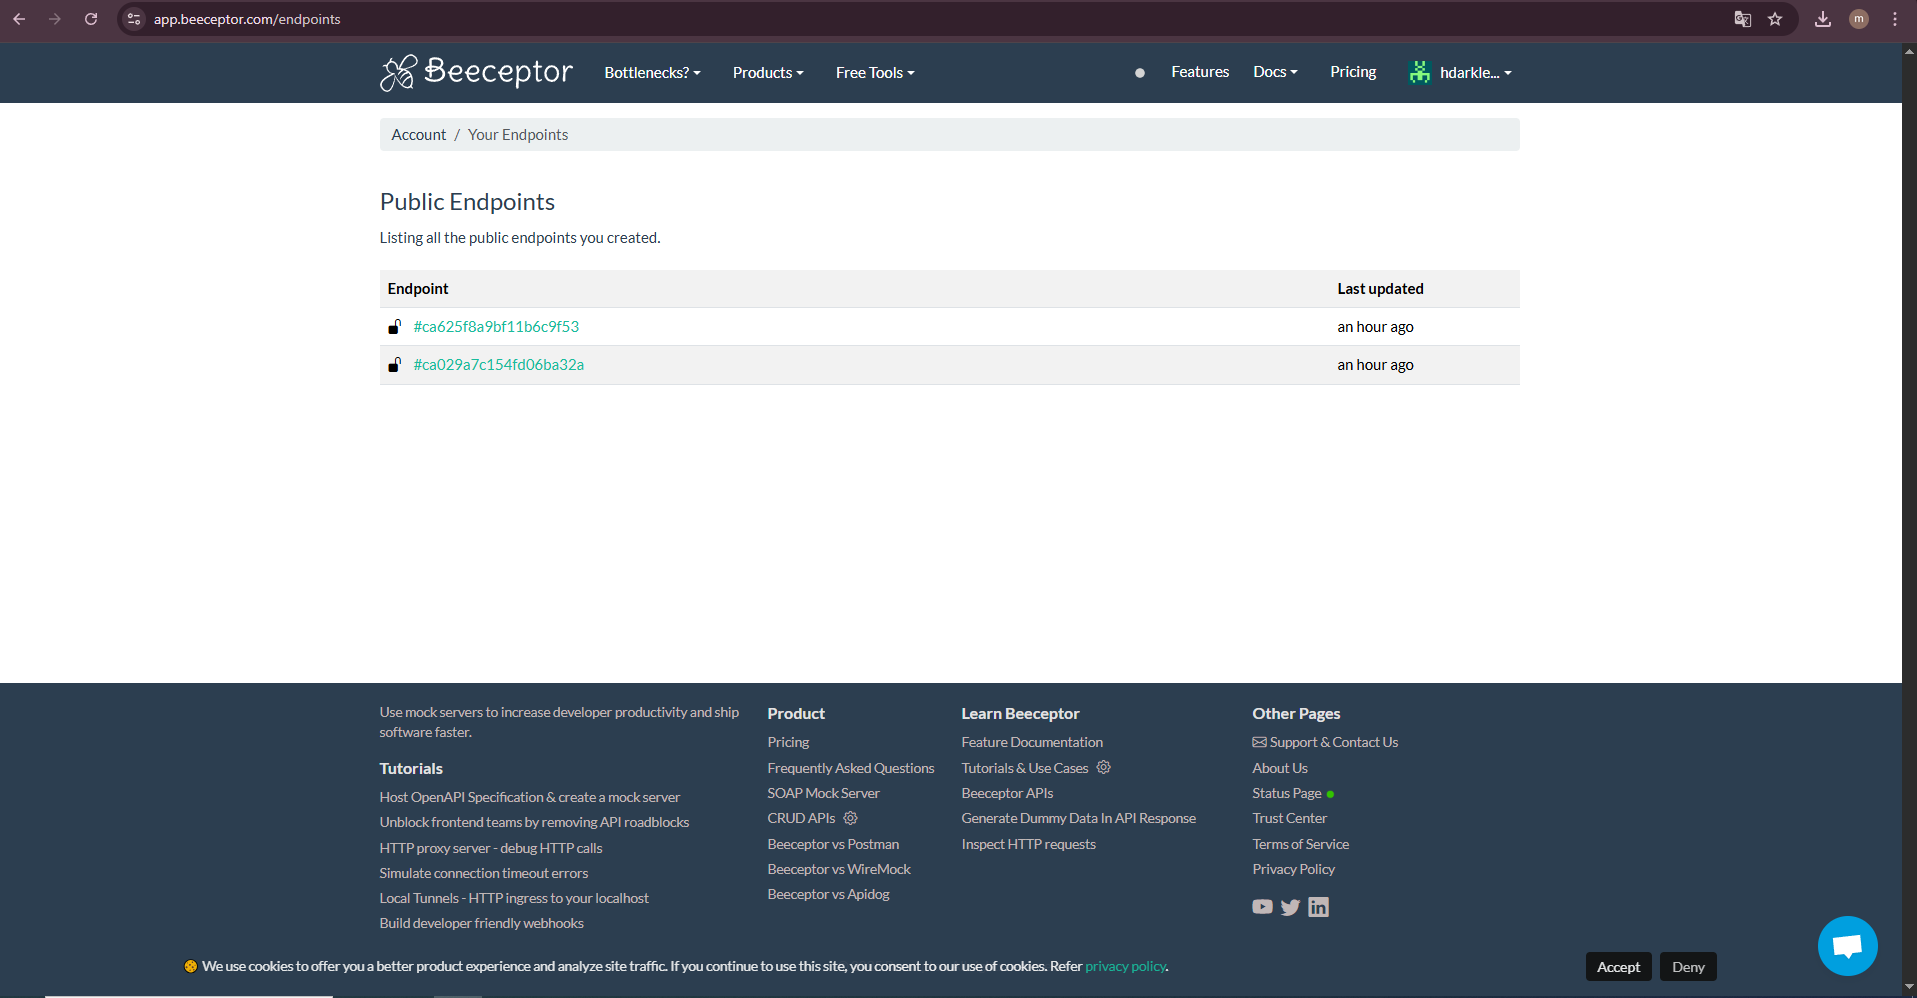 app.beeceptor.com/endpoints
m
Beeceptor
Bottlenecks?
Products
Free Tools
Features
Docs
Pricing
hdarkle...
Account / Your Endpoints
Public Endpoints
Listing all the public endpoints you created.
Endpoint Last updated
#ca625f8a9bf11b6c9f53 an hour ago
#ca029a7c154fd06ba32a an hour ago
Use mock servers to increase developer productivity and ship
software faster.
Tutorials
Host OpenAPI Specification & create a mock server
Unblock frontend teams by removing API roadblocks
HTTP proxy server - debug HTTP calls
Simulate connection timeout errors
Local Tunnels - HTTP ingress to your localhost
Build developer friendly webhooks
Product
Pricing
Frequently Asked Questions
SOAP Mock Server
CRUD APIs
Beeceptor vs Postman
Beeceptor vs WireMock
Beeceptor vs Apidog
Learn Beeceptor
Feature Documentation
Tutorials & Use Cases
Beeceptor APIs
Generate Dummy Data In API Response
Inspect HTTP requests
Other Pages
Support & Contact Us
About Us
Status Page
Trust Center
Terms of Service
Privacy Policy
We use cookies to offer you a better product experience and analyze site traffic. If you continue to use this site, you consent to our use of cookies. Refer privacy policy.
Accept
Deny